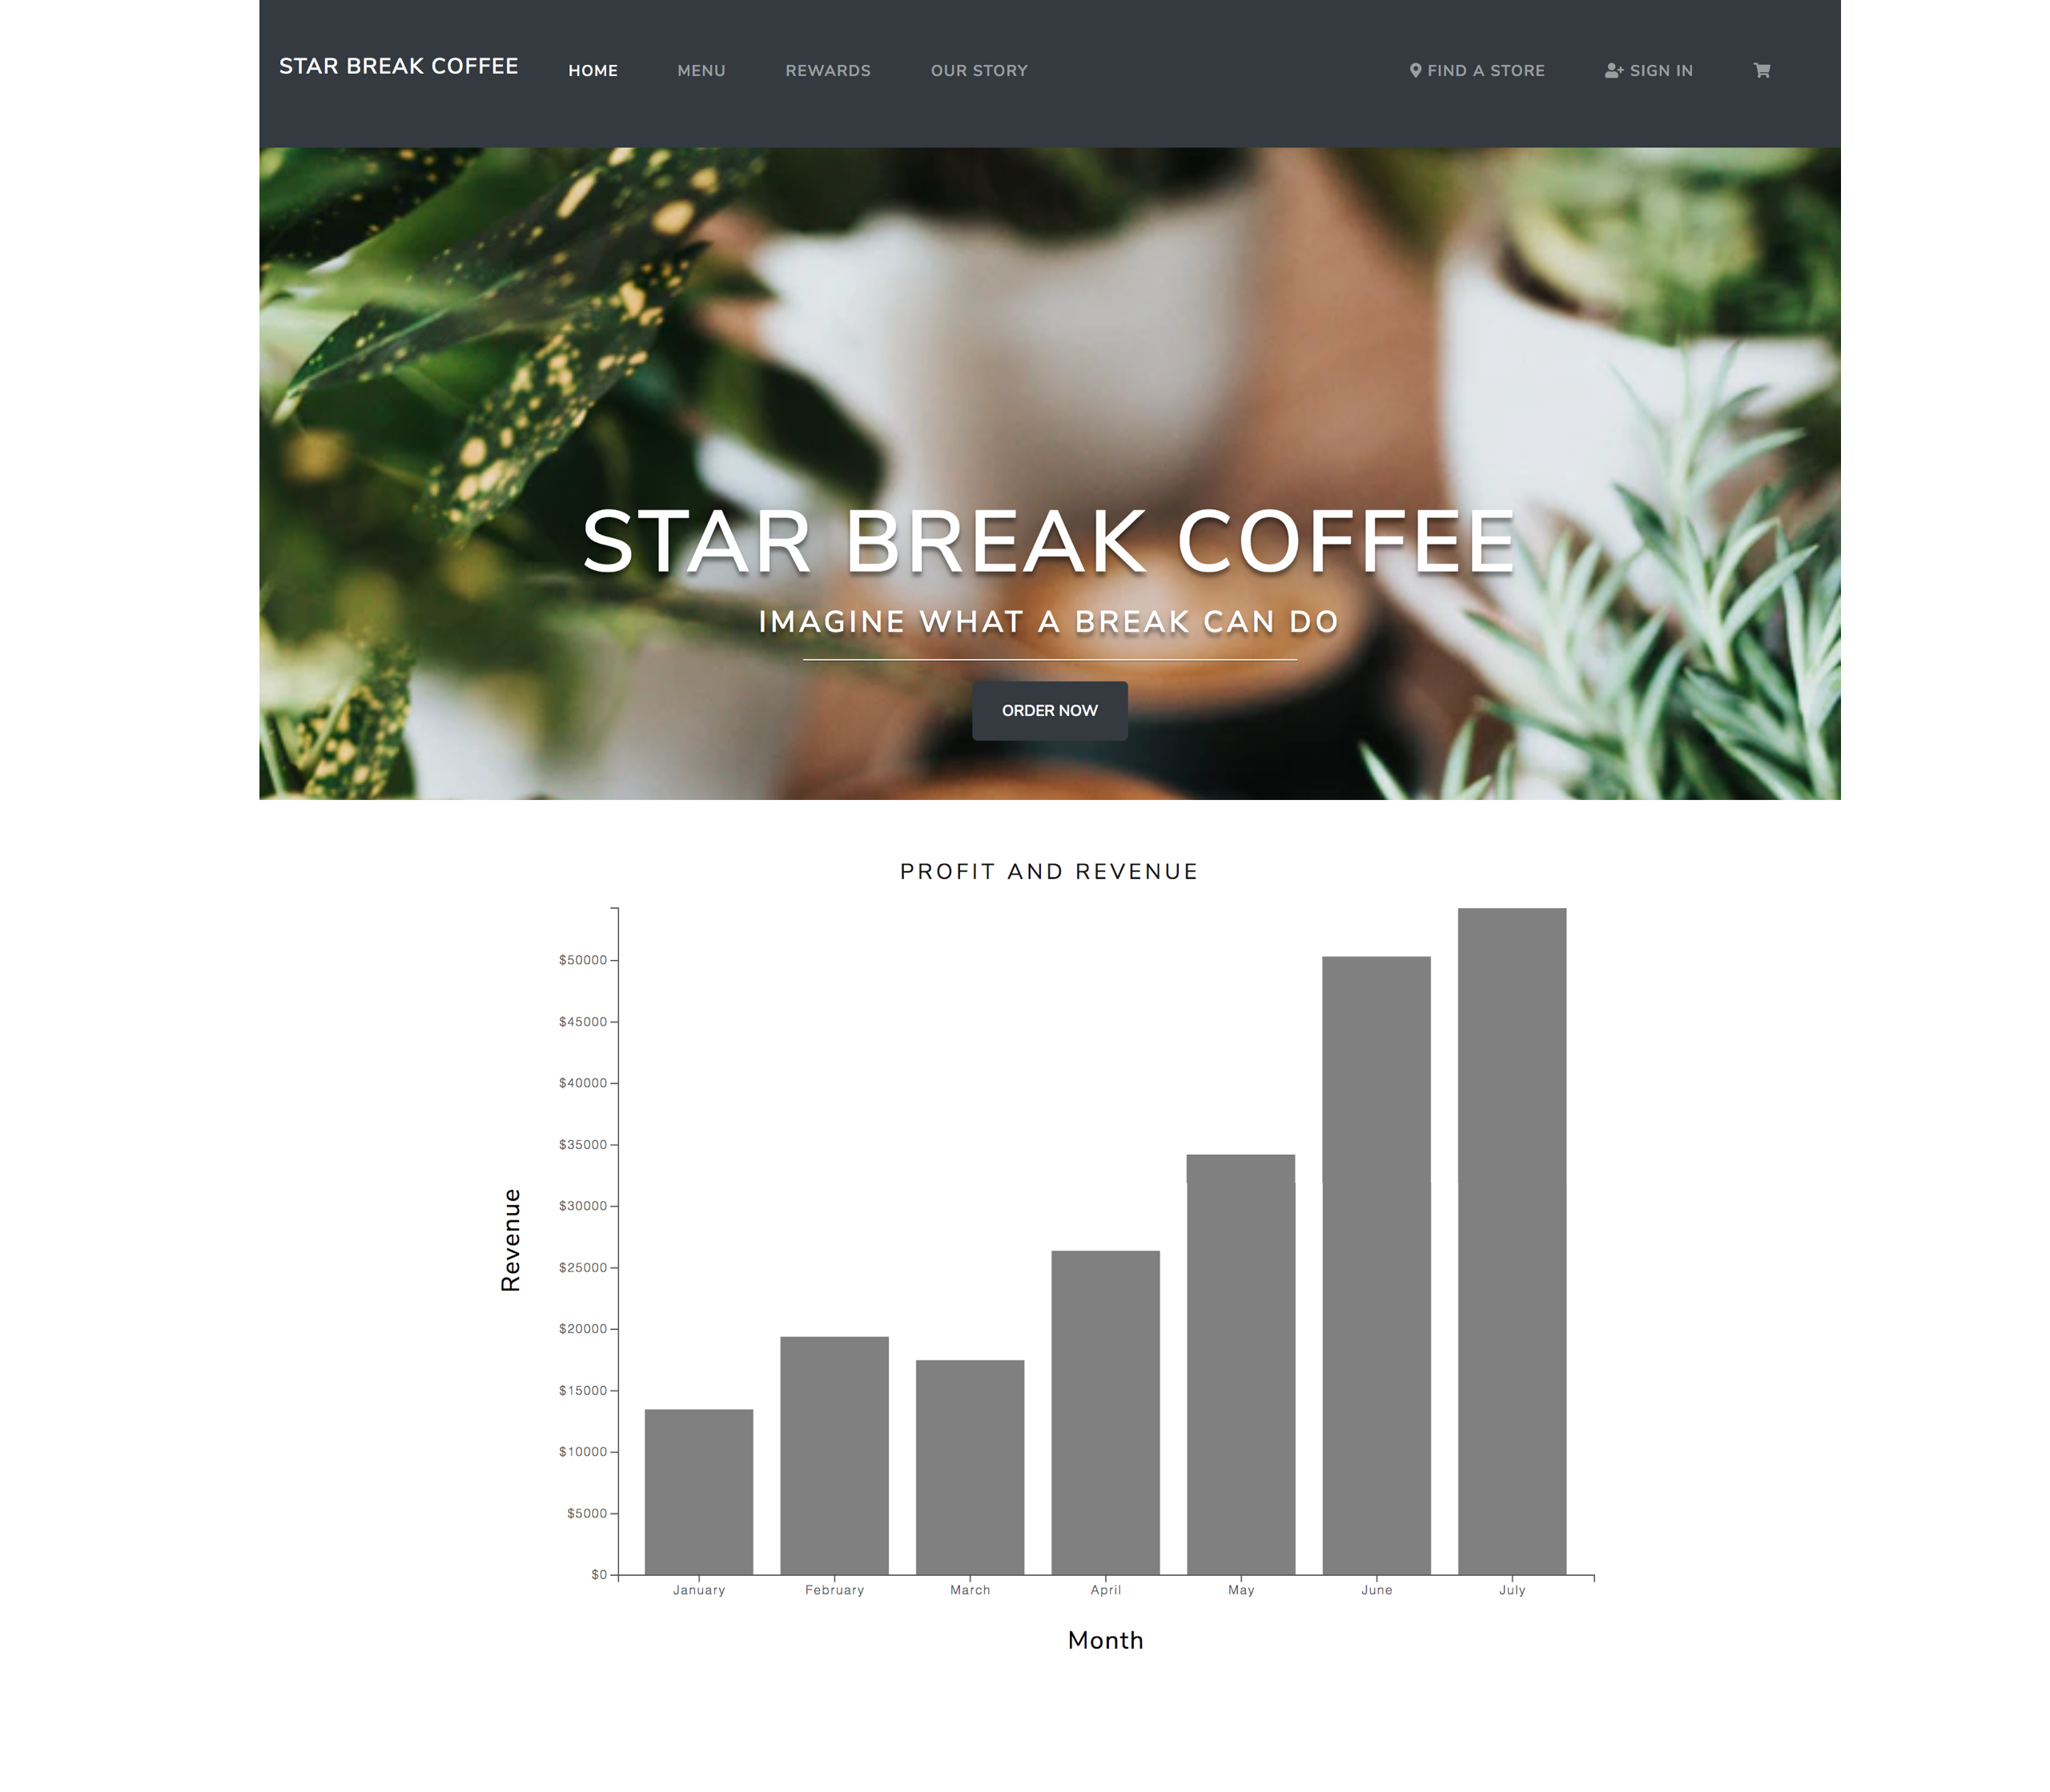 STAR BREAK COFFEE HOME MENU REWARDS OUR STORY FIND A STORE SIGN IN
STAR BREAK COFFEE
IMAGINE WHAT A BREAK CAN DO
ORDER NOW
PROFIT AND REVENUE
$50000
$45000
$40000
$35000
$30000
$25000
$20000
$15000
$10000
$5000
$0
Revenue
January February March April May June July
Month